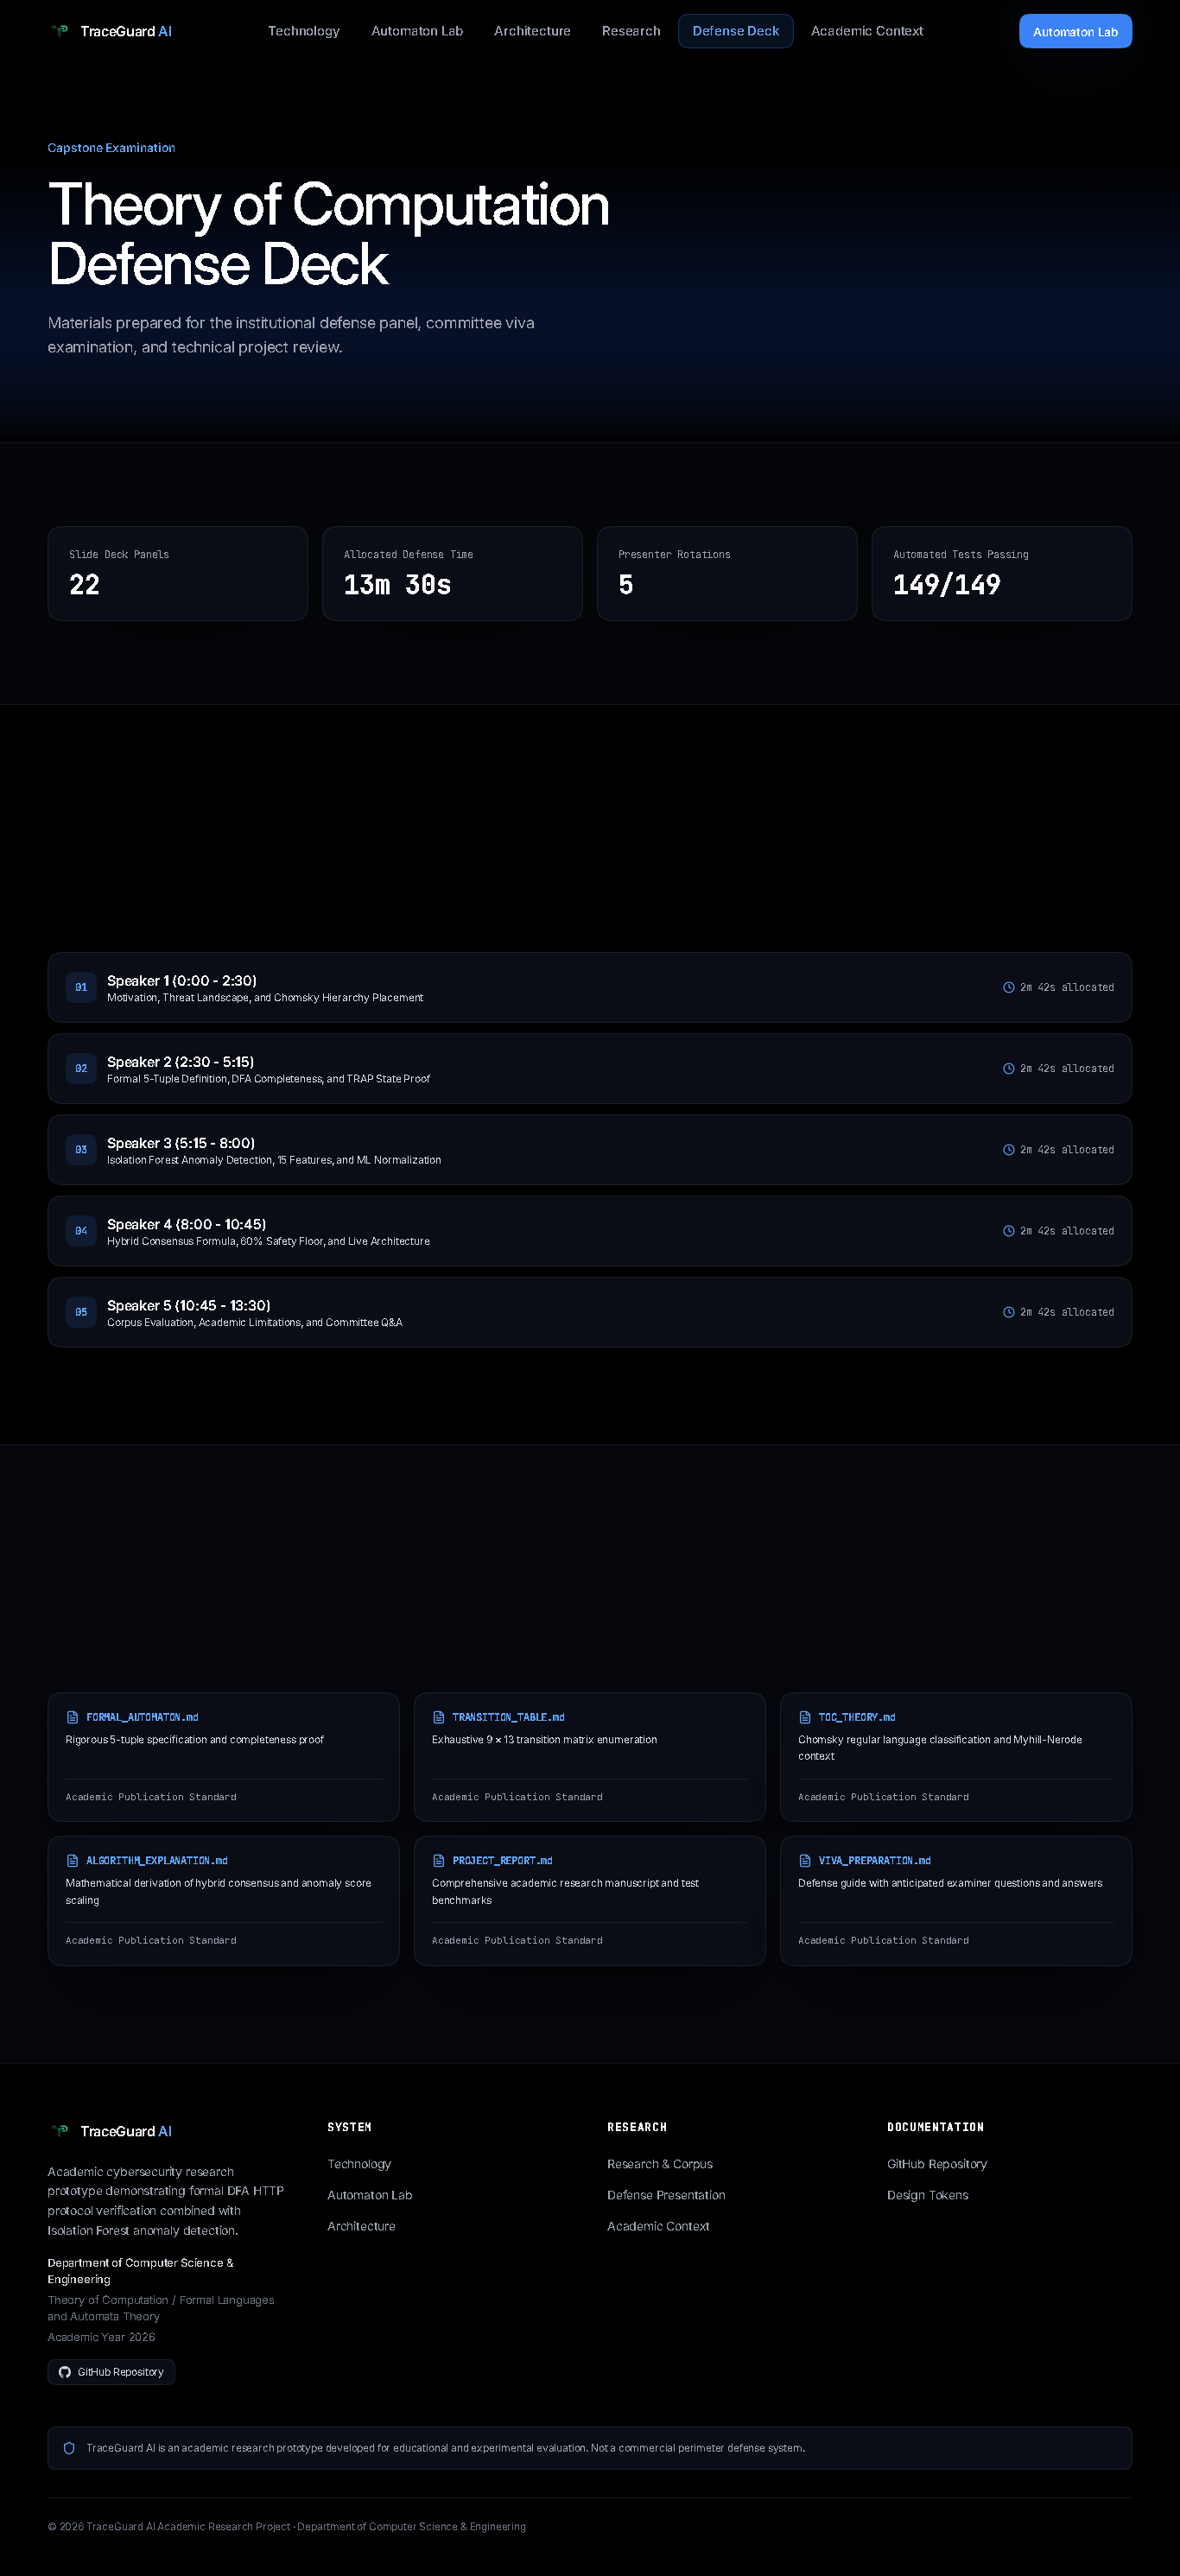 TraceGuard AI
Technology
Automaton Lab
Architecture
Research
Defense Deck
Academic Context
Automaton Lab
Capstone Examination
Theory of Computation
Defense Deck
Materials prepared for the institutional defense panel, committee viva
examination, and technical project review.
Slide Deck Panels
22
Allocated Defense Time
13m 30s
Presenter Rotations
5
Automated Tests Passing
149/149
01
Speaker 1 (0:00 - 2:30)
Motivation, Threat Landscape, and Chomsky Hierarchy Placement
2m 42s allocated
02
Speaker 2 (2:30 - 5:15)
Formal 5-Tuple Definition, DFA Completeness, and TRAP State Proof
2m 42s allocated
03
Speaker 3 (5:15 - 8:00)
Isolation Forest Anomaly Detection, 15 Features, and ML Normalization
2m 42s allocated
04
Speaker 4 (8:00 - 10:45)
Hybrid Consensus Formula, 60% Safety Floor, and Live Architecture
2m 42s allocated
05
Speaker 5 (10:45 - 13:30)
Corpus Evaluation, Academic Limitations, and Committee Q&A
2m 42s allocated
FORMAL_AUTOMATON.md
Rigorous 5-tuple specification and completeness proof
Academic Publication Standard
TRANSITION_TABLE.md
Exhaustive 9 × 13 transition matrix enumeration
Academic Publication Standard
TOC_THEORY.md
Chomsky regular language classification and Myhill-Nerode
context
Academic Publication Standard
ALGORITHM_EXPLANATION.md
Mathematical derivation of hybrid consensus and anomaly score
scaling
Academic Publication Standard
PROJECT_REPORT.md
Comprehensive academic research manuscript and test
benchmarks
Academic Publication Standard
VIVA_PREPARATION.md
Defense guide with anticipated examiner questions and answers
Academic Publication Standard
TraceGuard AI
Academic cybersecurity research
prototype demonstrating formal DFA HTTP
protocol verification combined with
Isolation Forest anomaly detection.
Department of Computer Science &
Engineering
Theory of Computation / Formal Languages
and Automata Theory
Academic Year 2026
GitHub Repository
SYSTEM
Technology
Automaton Lab
Architecture
RESEARCH
Research & Corpus
Defense Presentation
Academic Context
DOCUMENTATION
GitHub Repository
Design Tokens
TraceGuard AI is an academic research prototype developed for educational and experimental evaluation. Not a commercial perimeter defense system.
© 2026 TraceGuard AI Academic Research Project · Department of Computer Science & Engineering